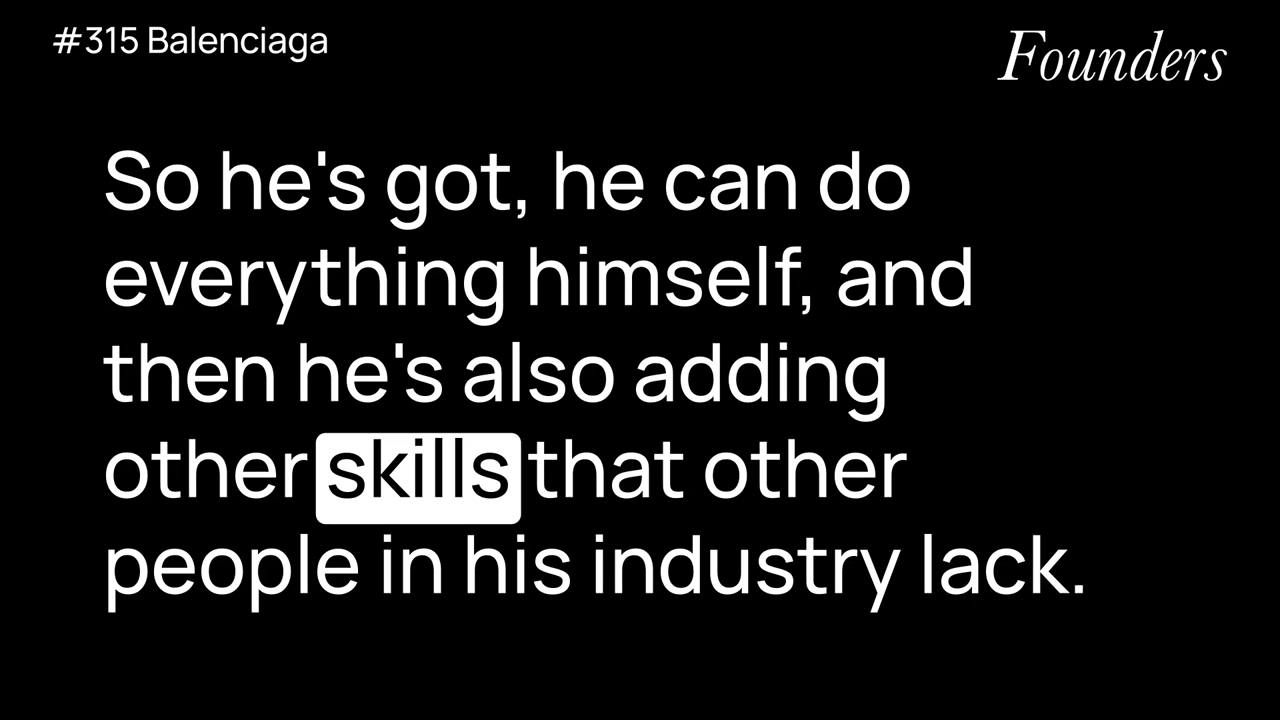 #315 Balenciaga
Founders
So he's got, he can do
everything himself, and
then he's also adding
other skills that other
people in his industry lack.